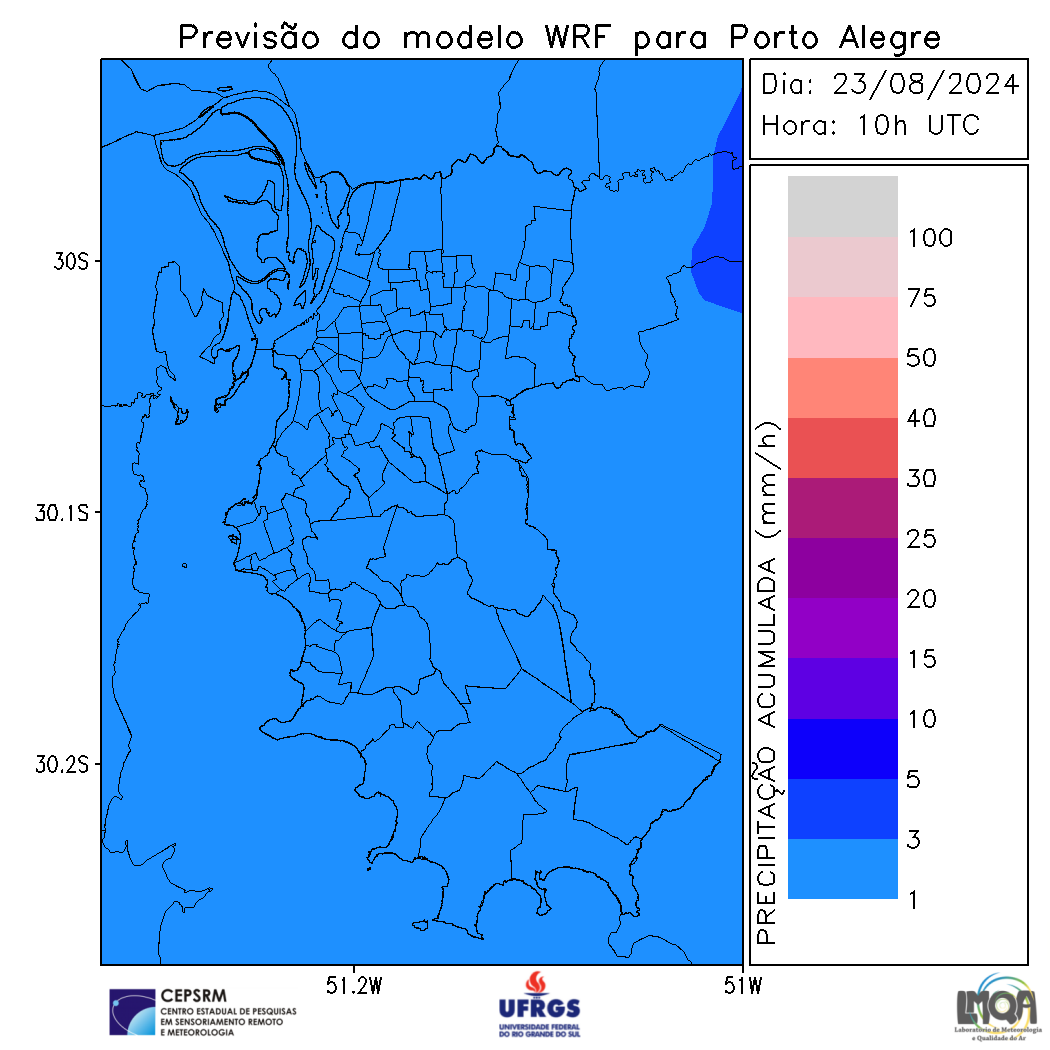 Previsão do modelo WRF para Porto Alegre
Dia: 23/08/2024
Hora: 10h UTC
30S
30.1S
30.2S
51.2W
51W
PRECIPITAÇÃO ACUMULADA (mm/h)
100
75
50
40
30
25
20
15
10
5
3
1
CEPSRM
CENTRO ESTADUAL DE PESQUISAS
EM SENSORIAMENTO REMOTO
E METEOROLOGIA
UFRGS
UNIVERSIDADE FEDERAL
DO RIO GRANDE DO SUL
LMQA
Laboratório de Meteorologia
e Qualidade do Ar